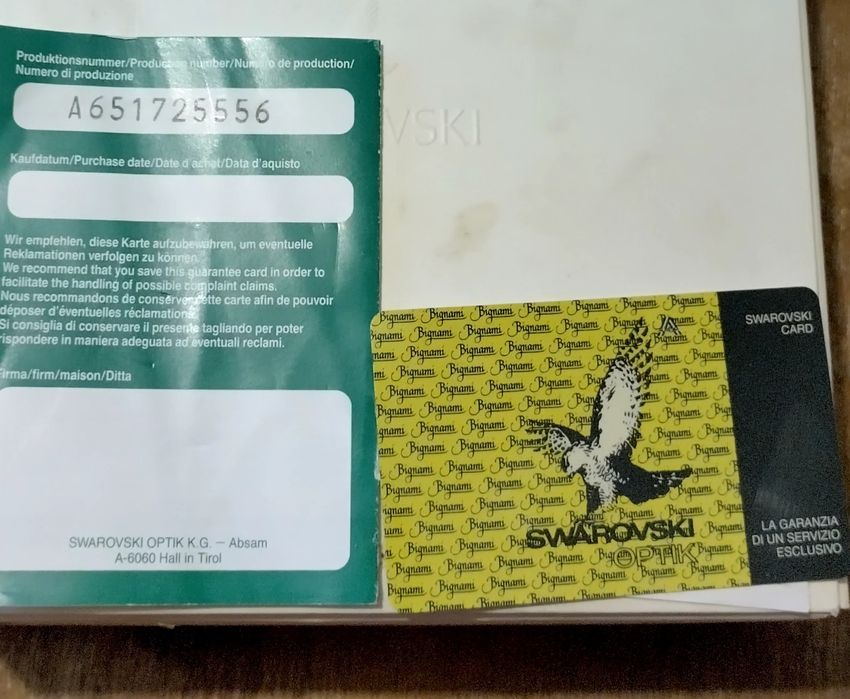 Produktionsnummer/Production number/Numéro de production/
Numero di produzione
A651725556
Kaufdatum/Purchase date/Date d'achat/Data d'aquisto
Wir empfehlen, diese Karte aufzubewahren, um eventuelle
Reklamationen verfolgen zu können.
We recommend that you save this guarantee card in order to
facilitate the handling of possible complaint claims.
Nous recommandons de conserver cette carte afin de pouvoir
déposer d'éventuelles réclamations.
Si consiglia di conservare il presente tagliando per poter
rispondere in maniera adeguata ad eventuali reclami.
Firma/firm/maison/Ditta
SWAROVSKI OPTIK K.G. – Absam
A-6060 Hall in Tirol
VSKI
Bignami
SWAROVSKI
OPTIK
SWAROVSKI
CARD
LA GARANZIA
DI UN SERVIZIO
ESCLUSIVO